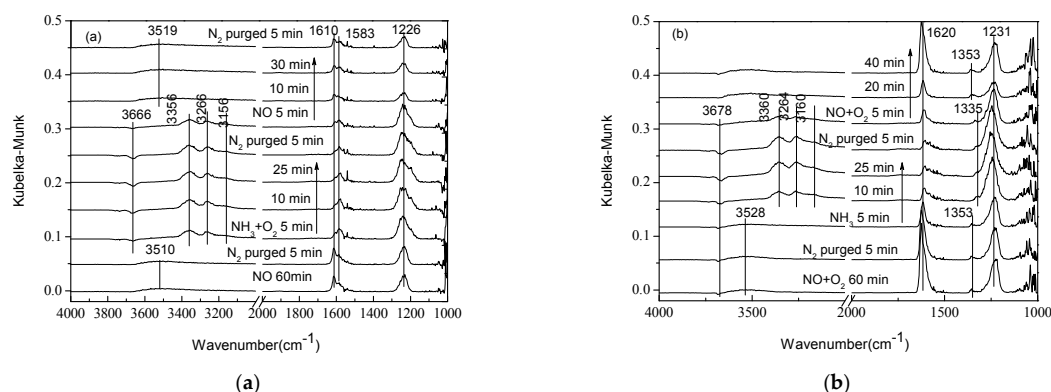 (a)
3519
N₂ purged 5 min
1610
1583
1226
30 min
10 min
NO 5 min
3666
3356
3266
3156
N₂ purged 5 min
25 min
10 min
NH₃+O₂ 5 min
3510
N₂ purged 5 min
NO 60min
0.5
0.4
0.3
0.2
0.1
0.0
Kubelka-Munk
4000 3800 3600 3400 3200 2000 1800 1600 1400 1200 1000
Wavenumber(cm⁻¹)
(a)
(b)
1620
1353
1231
40 min
20 min
NO+O₂ 5 min
3678
3360
3264
3160
1335
N₂ purged 5 min
25 min
10 min
NH₃ 5 min
1353
3528
N₂ purged 5 min
NO+O₂ 60 min
0.5
0.4
0.3
0.2
0.1
0.0
Kubelka-Munk
4000 3500 2000 1500 1000
Wavenumber(cm⁻¹)
(b)